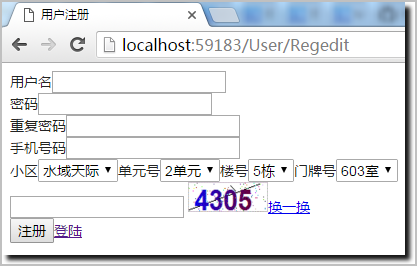 用户注册
localhost:59183/User/Regedit
用户名
密码
重复密码
手机号码
小区 水域天际 单元号 2单元 楼号 5栋 门牌号 603室
4305 换一换
注册 登陆